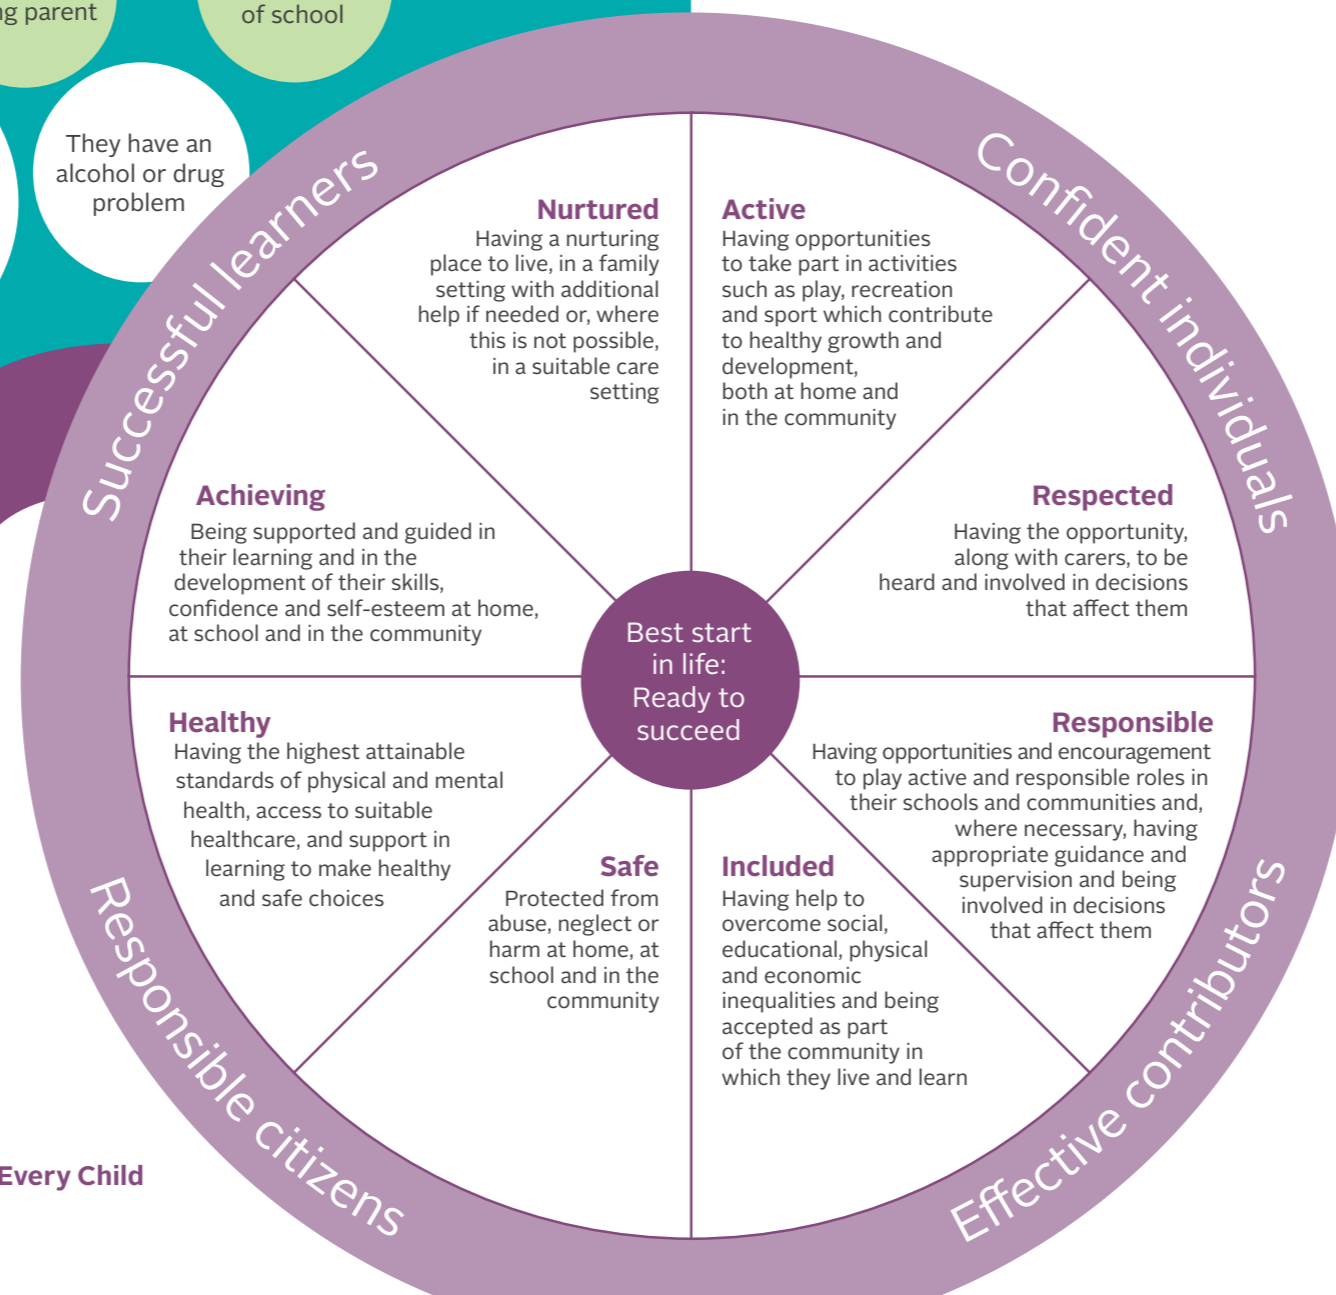 ng parent
of school
They have an
alcohol or drug
problem
Successful learners
Confident individuals
Nurtured
Having a nurturing
place to live, in a family
setting with additional
help if needed or, where
this is not possible,
in a suitable care
setting
Active
Having opportunities
to take part in activities
such as play, recreation
and sport which contribute
to healthy growth and
development,
both at home and
in the community
Achieving
Being supported and guided in
their learning and in the
development of their skills,
confidence and self-esteem at home,
at school and in the community
Respected
Having the opportunity,
along with carers, to be
heard and involved in decisions
that affect them
Best start
in life:
Ready to
succeed
Healthy
Having the highest attainable
standards of physical and mental
health, access to suitable
healthcare, and support in
learning to make healthy
and safe choices
Responsible
Having opportunities and encouragement
to play active and responsible roles in
their schools and communities and,
where necessary, having
appropriate guidance and
supervision and being
involved in decisions
that affect them
Safe
Protected from
abuse, neglect or
harm at home, at
school and in the
community
Included
Having help to
overcome social,
educational, physical
and economic
inequalities and being
accepted as part
of the community in
which they live and learn
Responsible citizens
Effective contributors
Every Child